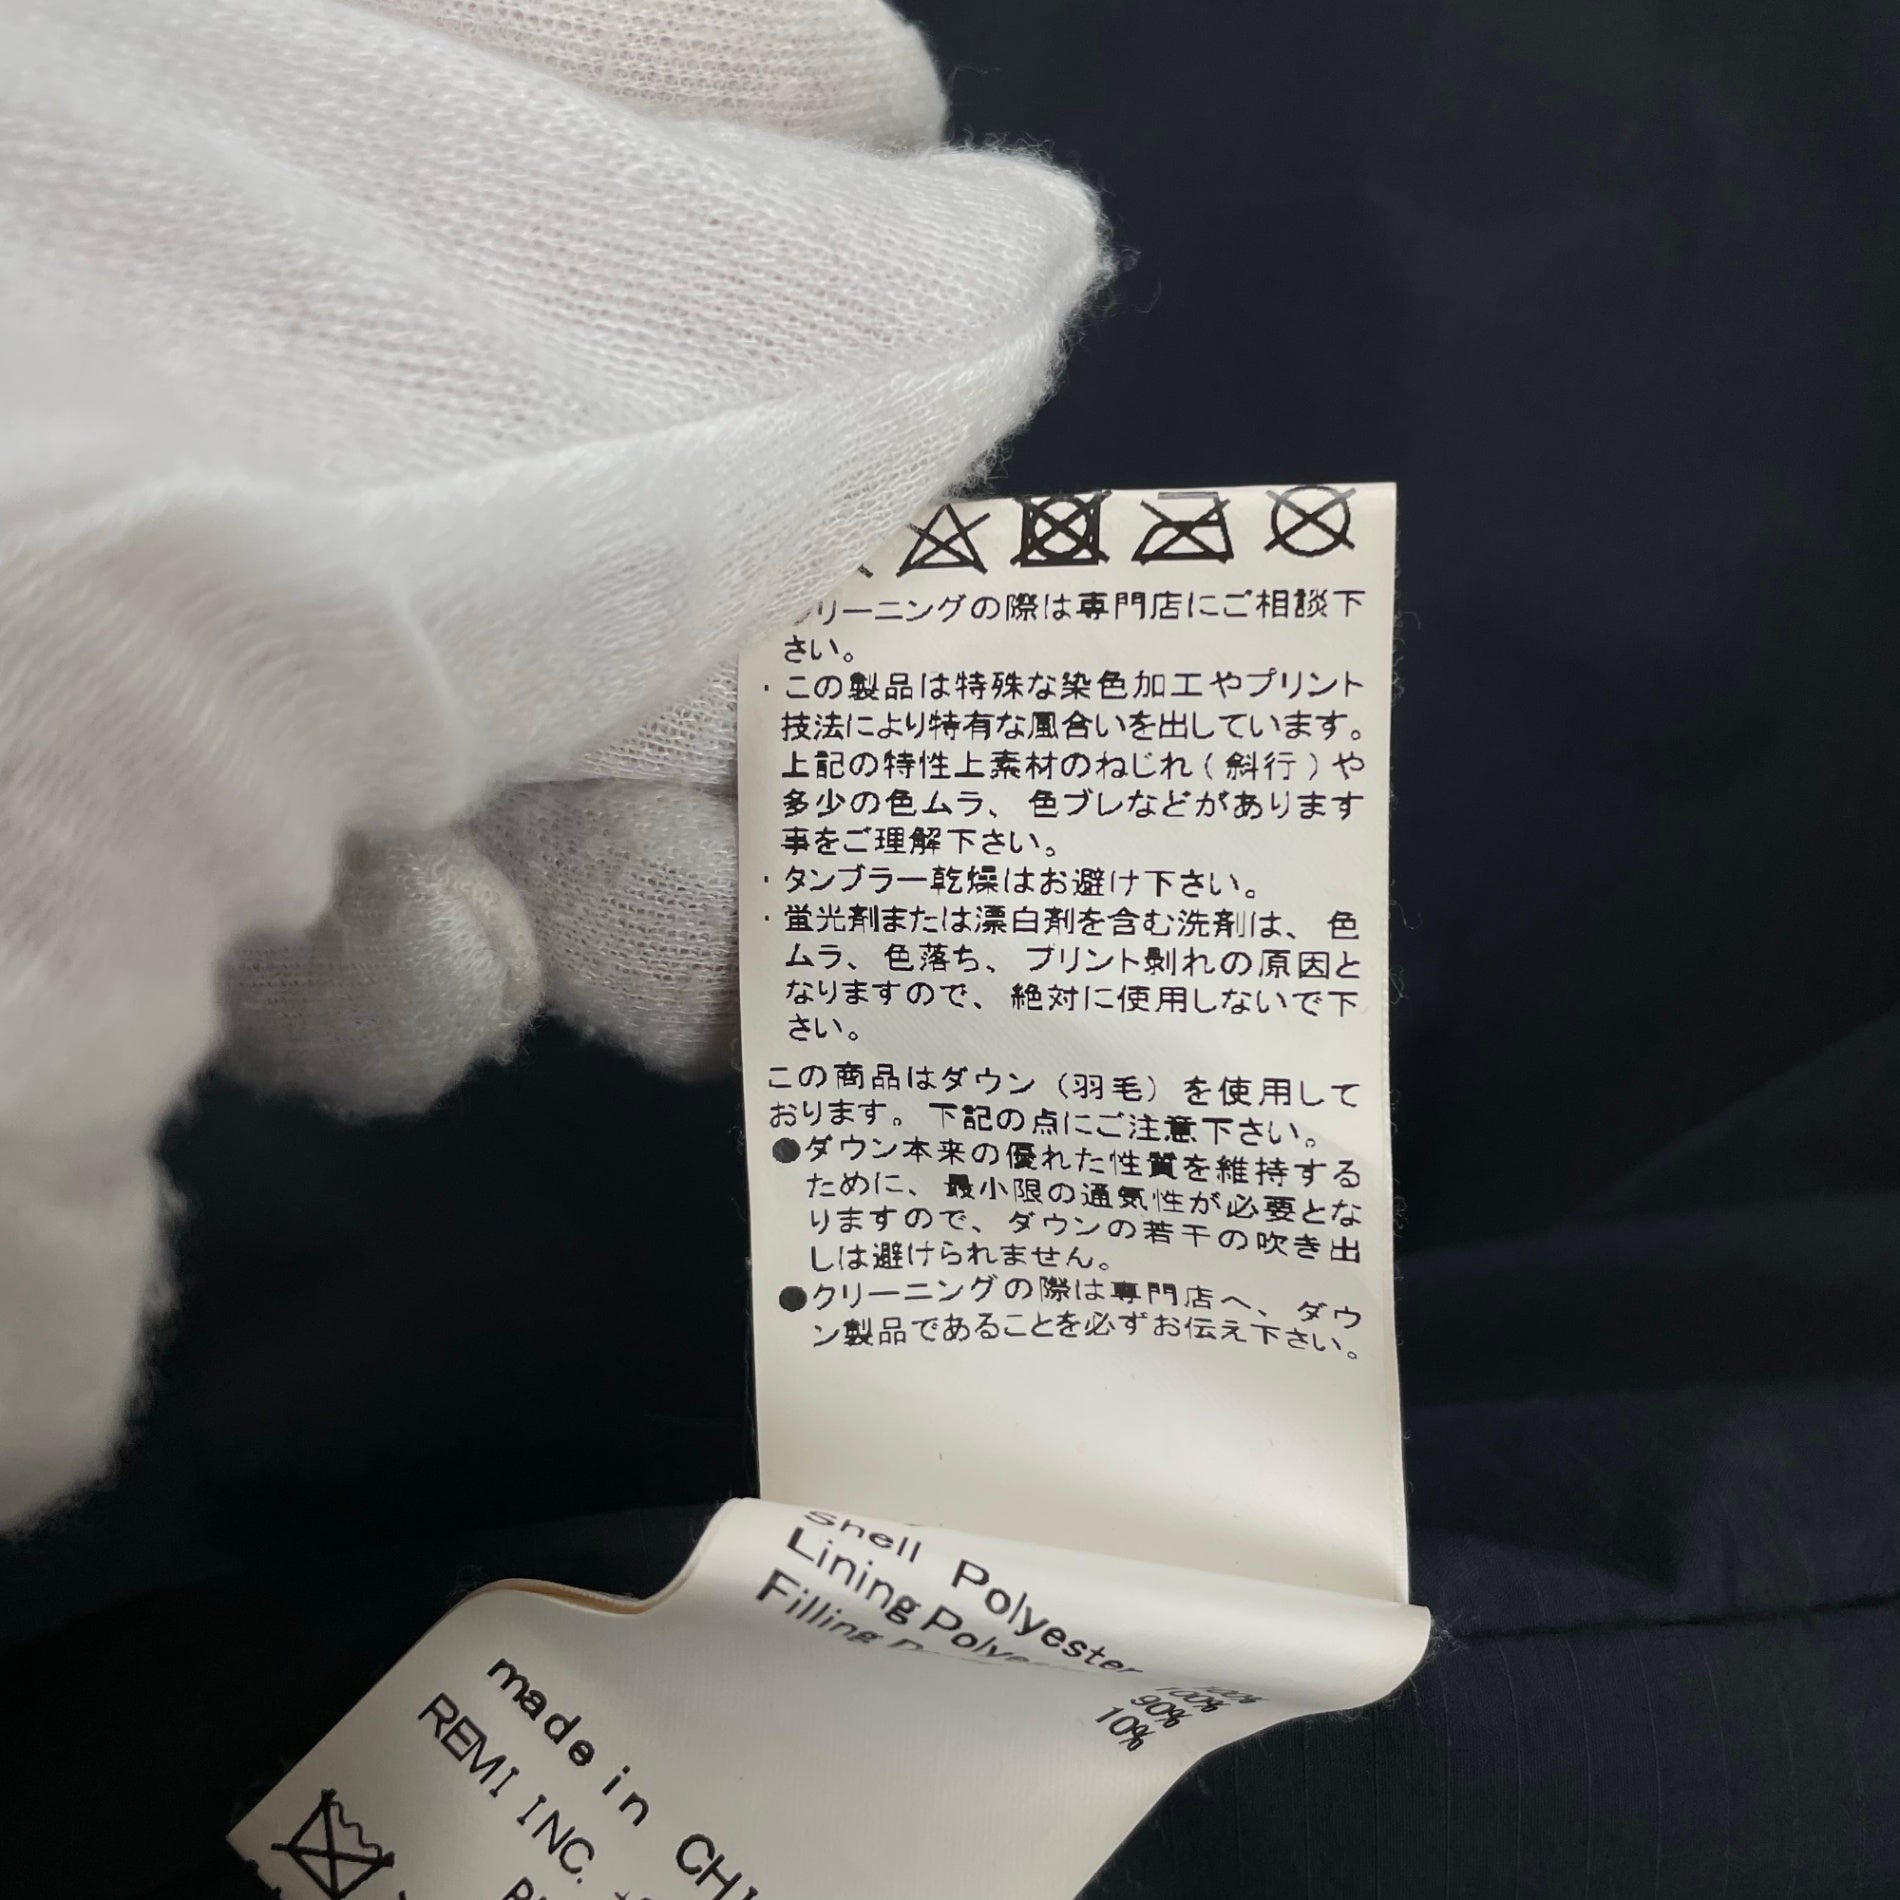 リーニングの際は専門店にご相談下
さい。
・この製品は特殊な染色加工やプリント
技法により特有な風合いを出しています。
上記の特性上素材のねじれ（斜行）や
多少の色ムラ、色ブレなどがあります
事をご理解下さい。
・タンブラー乾燥はお避け下さい。
・蛍光剤または漂白剤を含む洗剤は、色
ムラ、色落ち、プリント剝れの原因と
なりますので、絶対に使用しないで下
さい。
この商品はダウン（羽毛）を使用して
おります。下記の点にご注意下さい。
●ダウン本来の優れた性質を維持する
ために、最小限の通気性が必要とな
りますので、ダウンの若干の吹き出
しは避けられません。
●クリーニングの際は専門店へ、ダウ
ン製品であることを必ずお伝え下さい。
Shell Polyester 100%
Lining Polyes 100%
Filling 90%
10%
made in CHI
REMI INC.